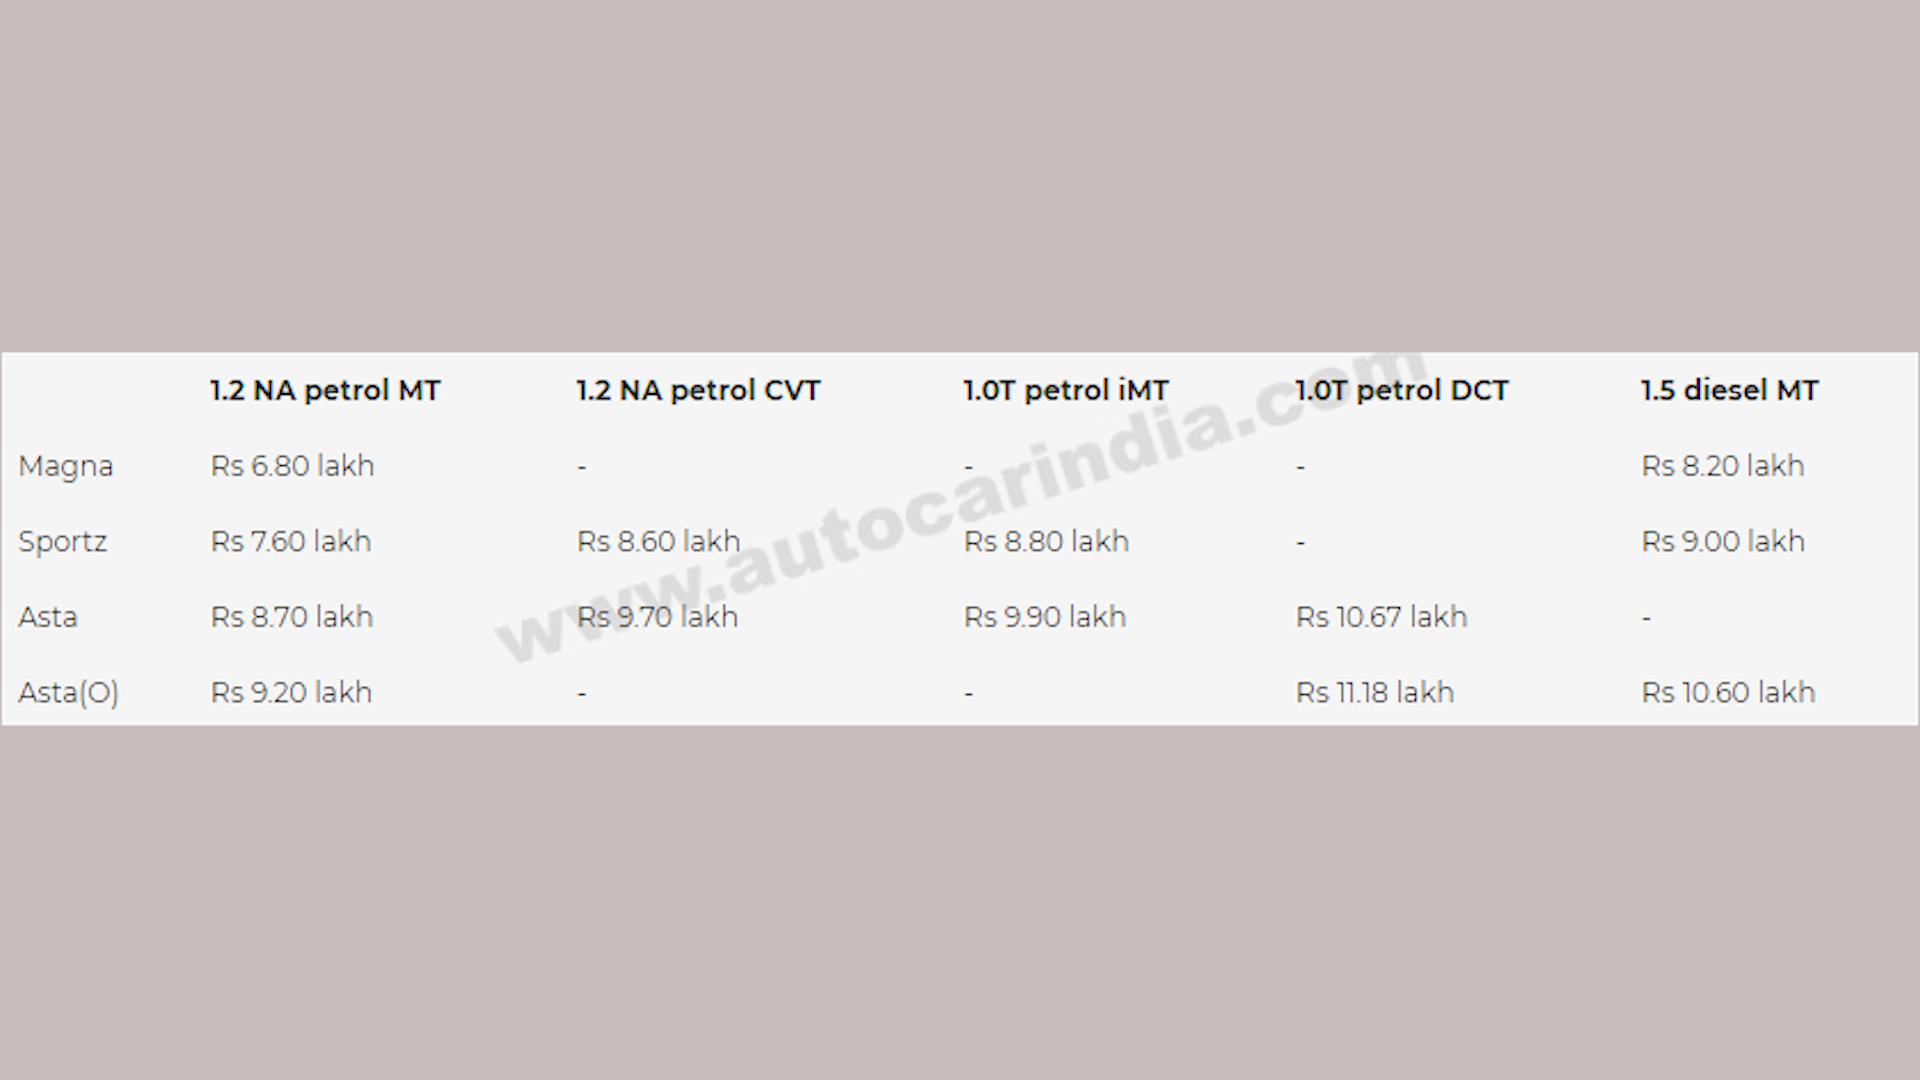 1.2 NA petrol MT 1.2 NA petrol CVT 1.0T petrol iMT 1.0T petrol DCT 1.5 diesel MT
Magna Rs 6.80 lakh - - - Rs 8.20 lakh
Sportz Rs 7.60 lakh Rs 8.60 lakh Rs 8.80 lakh - Rs 9.00 lakh
Asta Rs 8.70 lakh Rs 9.70 lakh Rs 9.90 lakh Rs 10.67 lakh -
Asta(O) Rs 9.20 lakh - - Rs 11.18 lakh Rs 10.60 lakh
www.autocarindia.com